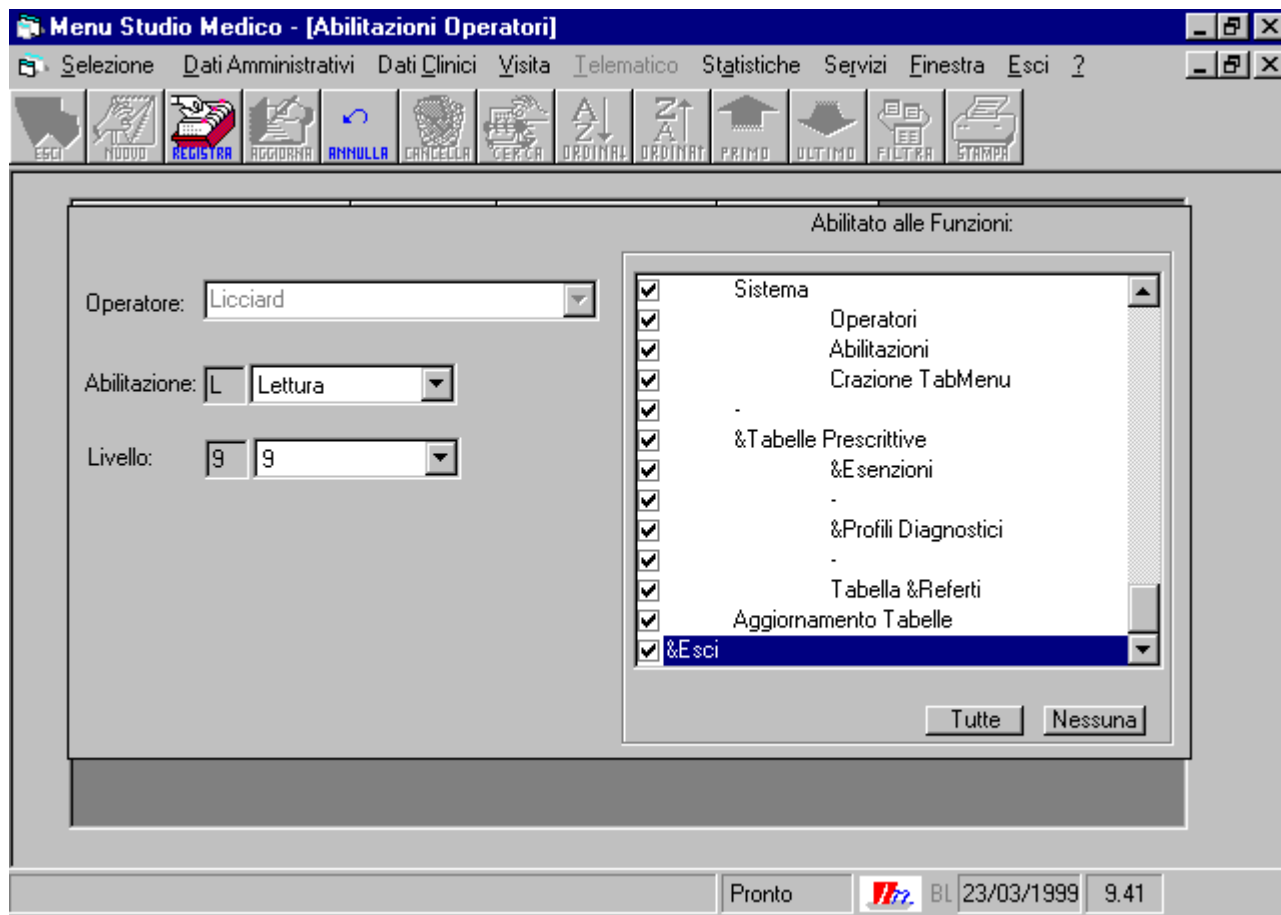 Menu Studio Medico - [Abilitazioni Operatori]
Selezione Dati Amministrativi Dati Clinici Visita Telematico Statistiche Servizi Finestra Esci ?
ESCI NUOVO REGISTRA AGGIORNA ANNULLA CANCELLA CERCA ORDINA ORDINA PRIMO ULTIMO FILTRA STAMPA
Abilitato alle Funzioni:
Operatore: Licciard
Abilitazione: L Lettura
Livello: 9 9
Sistema
Operatori
Abilitazioni
Crazione TabMenu
-
&Tabelle Prescrittive
&Esenzioni
-
&Profili Diagnostici
-
Tabella &Referti
Aggiornamento Tabelle
&Esci
Tutte Nessuna
Pronto BL 23/03/1999 9.41